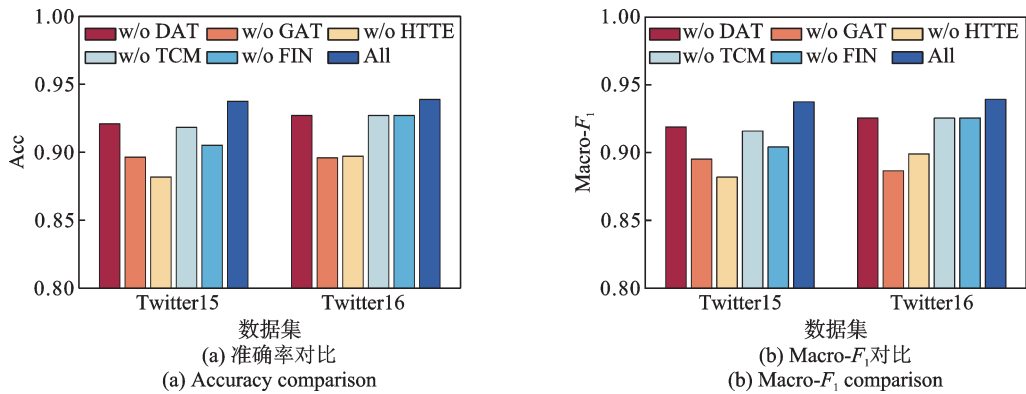 1.00
w/o DAT w/o GAT w/o HTTE
w/o TCM w/o FIN All
0.95
Acc
0.90
0.85
0.80
Twitter15 Twitter16
数据集
(a) 准确率对比
(a) Accuracy comparison
1.00
w/o DAT w/o GAT w/o HTTE
w/o TCM w/o FIN All
0.95
Macro-F₁
0.90
0.85
0.80
Twitter15 Twitter16
数据集
(b) Macro-F₁对比
(b) Macro-F₁ comparison